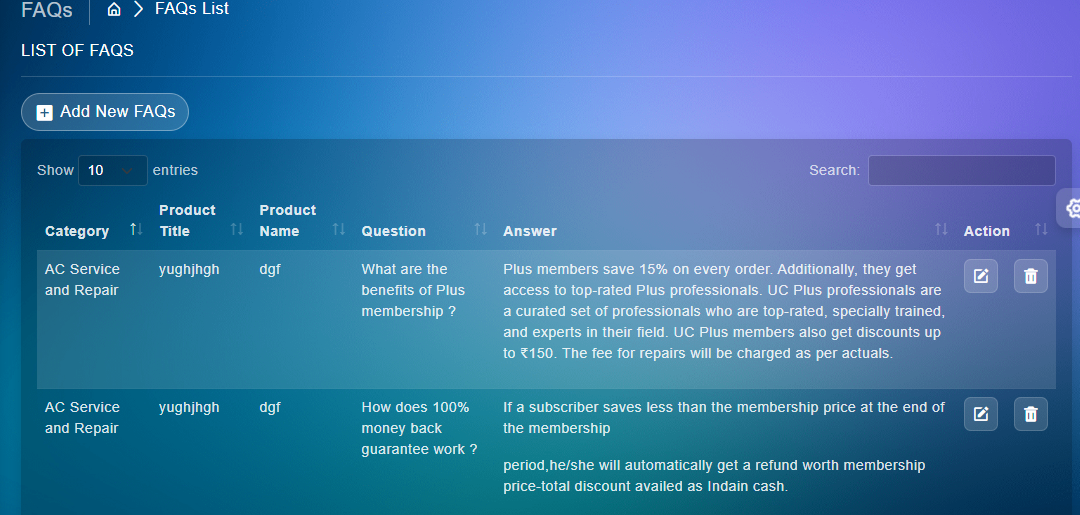 FAQs FAQs List
LIST OF FAQS
Add New FAQs
Show 10 entries Search:
Category Product Title Product Name Question Answer Action
AC Service and Repair
yughjhgh
dgf
What are the
benefits of Plus
membership ?
Plus members save 15% on every order. Additionally, they get
access to top-rated Plus professionals. UC Plus professionals are
a curated set of professionals who are top-rated, specially trained,
and experts in their field. UC Plus members also get discounts up
to ₹150. The fee for repairs will be charged as per actuals.
AC Service
and Repair
yughjhgh
dgf
How does 100%
money back
guarantee work ?
If a subscriber saves less than the membership price at the end of
the membership
period,he/she will automatically get a refund worth membership
price-total discount availed as Indain cash.